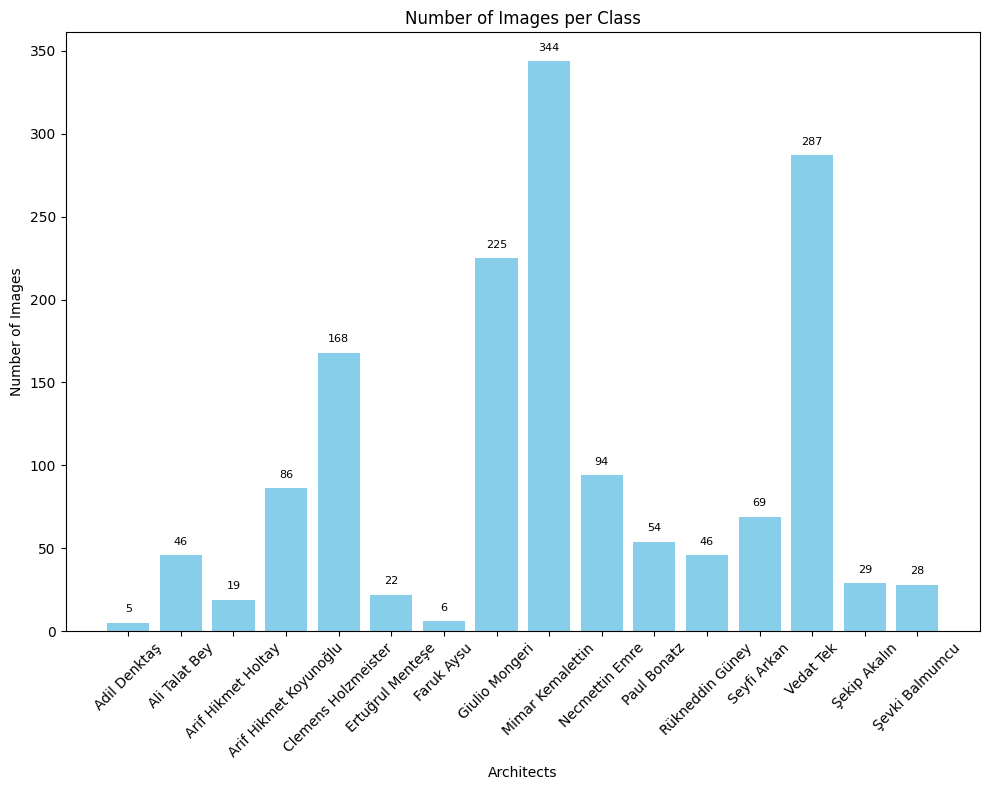 Number of Images per Class
Number of Images
350
300
250
200
150
100
50
0
5
46
19
86
168
22
6
225
344
94
54
46
69
287
29
28
Adil Denktaş
Ali Talat Bey
Arif Hikmet Holtay
Arif Hikmet Koyunoğlu
Clemens Holzmeister
Ertuğrul Menteşe
Faruk Aysu
Giulio Mongeri
Mimar Kemalettin
Necmettin Emre
Paul Bonatz
Rükneddin Güney
Seyfi Arkan
Vedat Tek
Şekip Akalın
Şevki Balmumcu
Architects